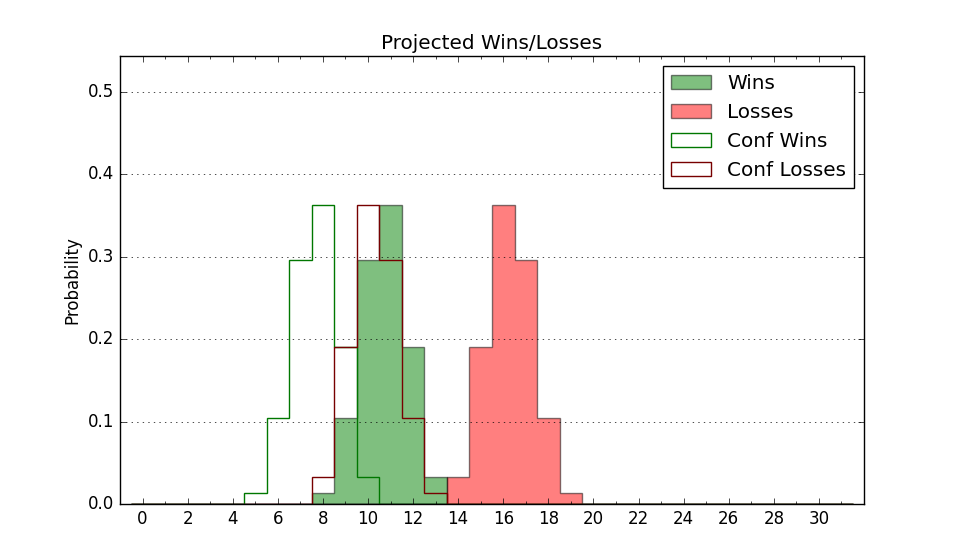 Projected Wins/Losses
Wins
Losses
Conf Wins
Conf Losses
Probability
0.5
0.4
0.3
0.2
0.1
0.0
0 2 4 6 8 10 12 14 16 18 20 22 24 26 28 30